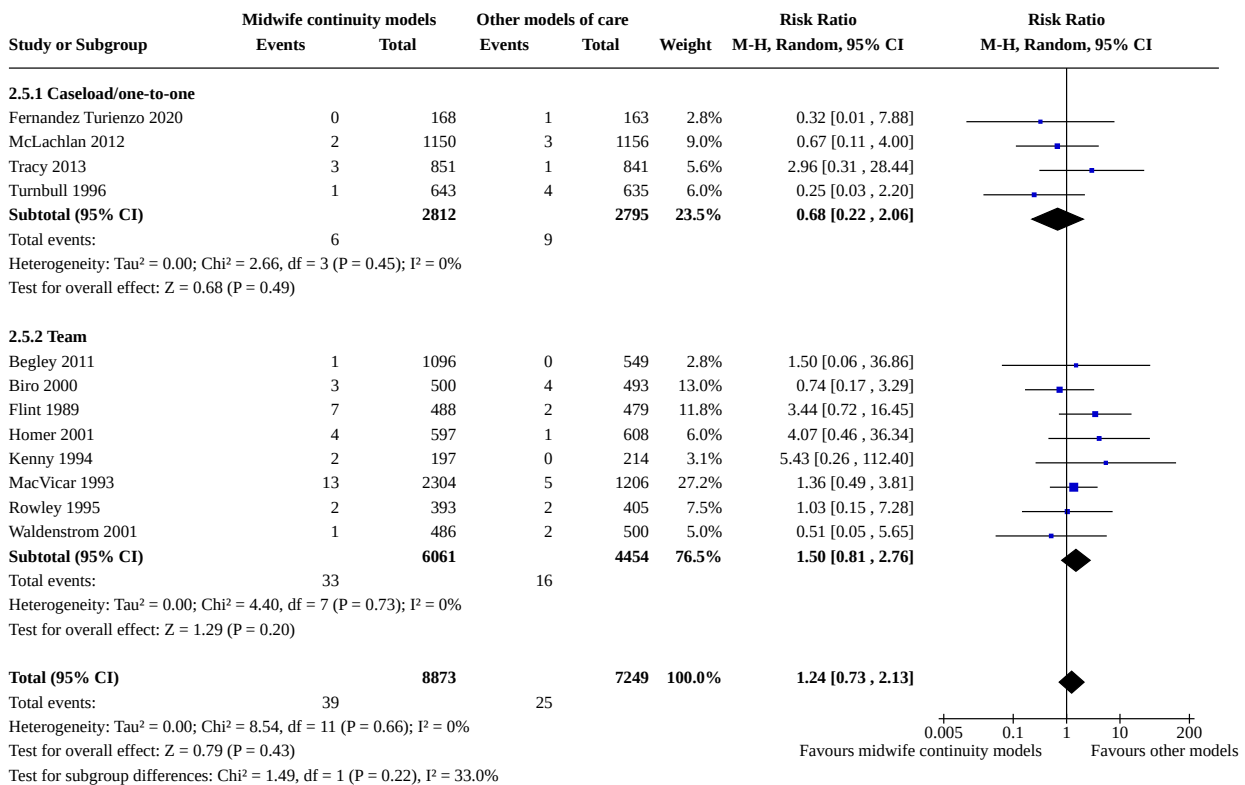 Midwife continuity models Other models of care Risk Ratio Risk Ratio
Study or Subgroup Events Total Events Total Weight M-H, Random, 95% CI M-H, Random, 95% CI
2.5.1 Caseload/one-to-one
Fernandez Turienzo 2020 0 168 1 163 2.8% 0.32 [0.01 , 7.88]
McLachlan 2012 2 1150 3 1156 9.0% 0.67 [0.11 , 4.00]
Tracy 2013 3 851 1 841 5.6% 2.96 [0.31 , 28.44]
Turnbull 1996 1 643 4 635 6.0% 0.25 [0.03 , 2.20]
Subtotal (95% CI) 2812 2795 23.5% 0.68 [0.22 , 2.06]
Total events: 6 9
Heterogeneity: Tau² = 0.00; Chi² = 2.66, df = 3 (P = 0.45); I² = 0%
Test for overall effect: Z = 0.68 (P = 0.49)
2.5.2 Team
Begley 2011 1 1096 0 549 2.8% 1.50 [0.06 , 36.86]
Biro 2000 3 500 4 493 13.0% 0.74 [0.17 , 3.29]
Flint 1989 7 488 2 479 11.8% 3.44 [0.72 , 16.45]
Homer 2001 4 597 1 608 6.0% 4.07 [0.46 , 36.34]
Kenny 1994 2 197 0 214 3.1% 5.43 [0.26 , 112.40]
MacVicar 1993 13 2304 5 1206 27.2% 1.36 [0.49 , 3.81]
Rowley 1995 2 393 2 405 7.5% 1.03 [0.15 , 7.28]
Waldenstrom 2001 1 486 2 500 5.0% 0.51 [0.05 , 5.65]
Subtotal (95% CI) 6061 4454 76.5% 1.50 [0.81 , 2.76]
Total events: 33 16
Heterogeneity: Tau² = 0.00; Chi² = 4.40, df = 7 (P = 0.73); I² = 0%
Test for overall effect: Z = 1.29 (P = 0.20)
Total (95% CI) 8873 7249 100.0% 1.24 [0.73 , 2.13]
Total events: 39 25
Heterogeneity: Tau² = 0.00; Chi² = 8.54, df = 11 (P = 0.66); I² = 0%
0.005 0.1 1 10 200
Test for overall effect: Z = 0.79 (P = 0.43) Favours midwife continuity models Favours other models
Test for subgroup differences: Chi² = 1.49, df = 1 (P = 0.22), I² = 33.0%